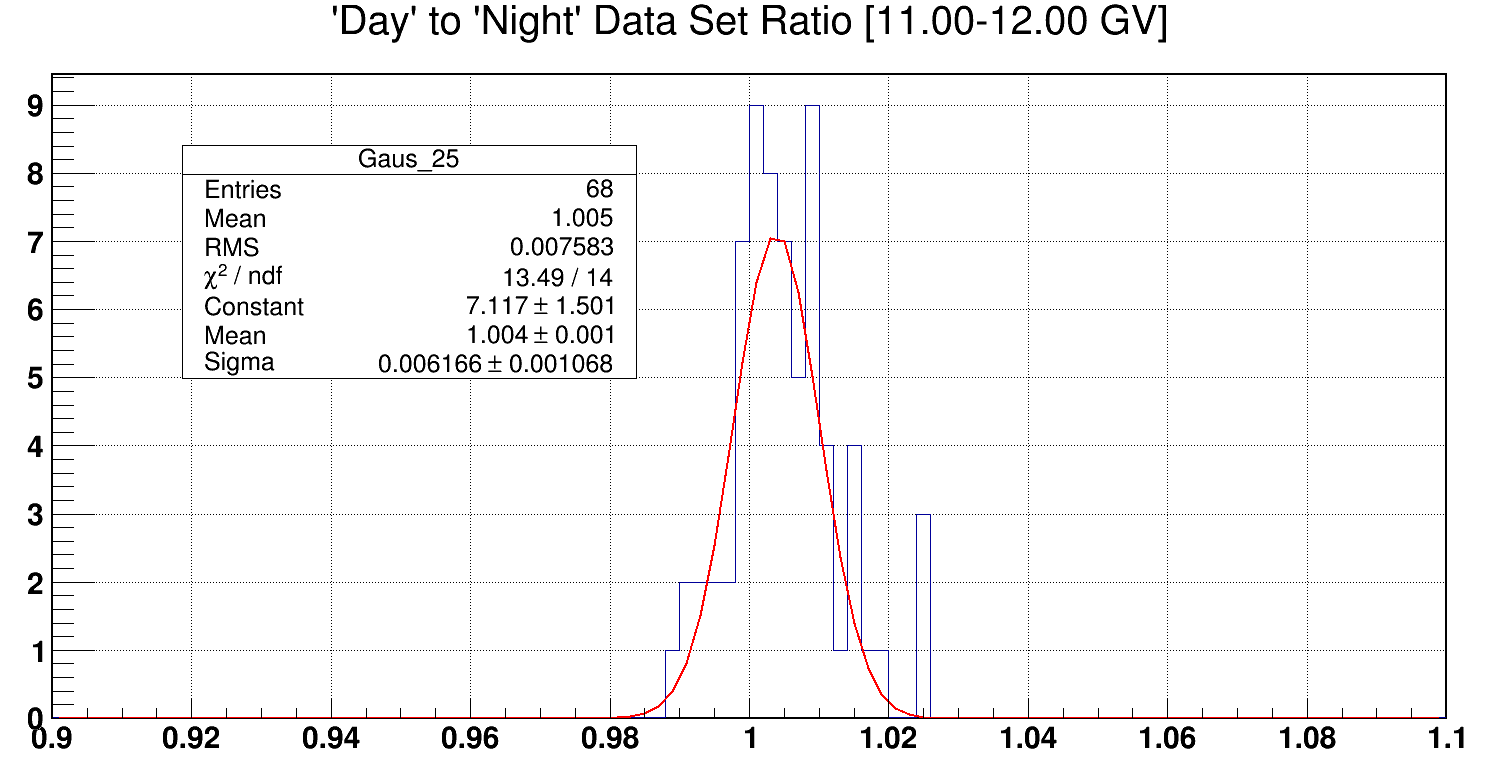 'Day' to 'Night' Data Set Ratio [11.00-12.00 GV]
9
8
7
6
5
4
3
2
1
0
Gaus_25
Entries 68
Mean 1.005
RMS 0.007583
χ² / ndf 13.49 / 14
Constant 7.117 ± 1.501
Mean 1.004 ± 0.001
Sigma 0.006166 ± 0.001068
0.9 0.92 0.94 0.96 0.98 1 1.02 1.04 1.06 1.08 1.1